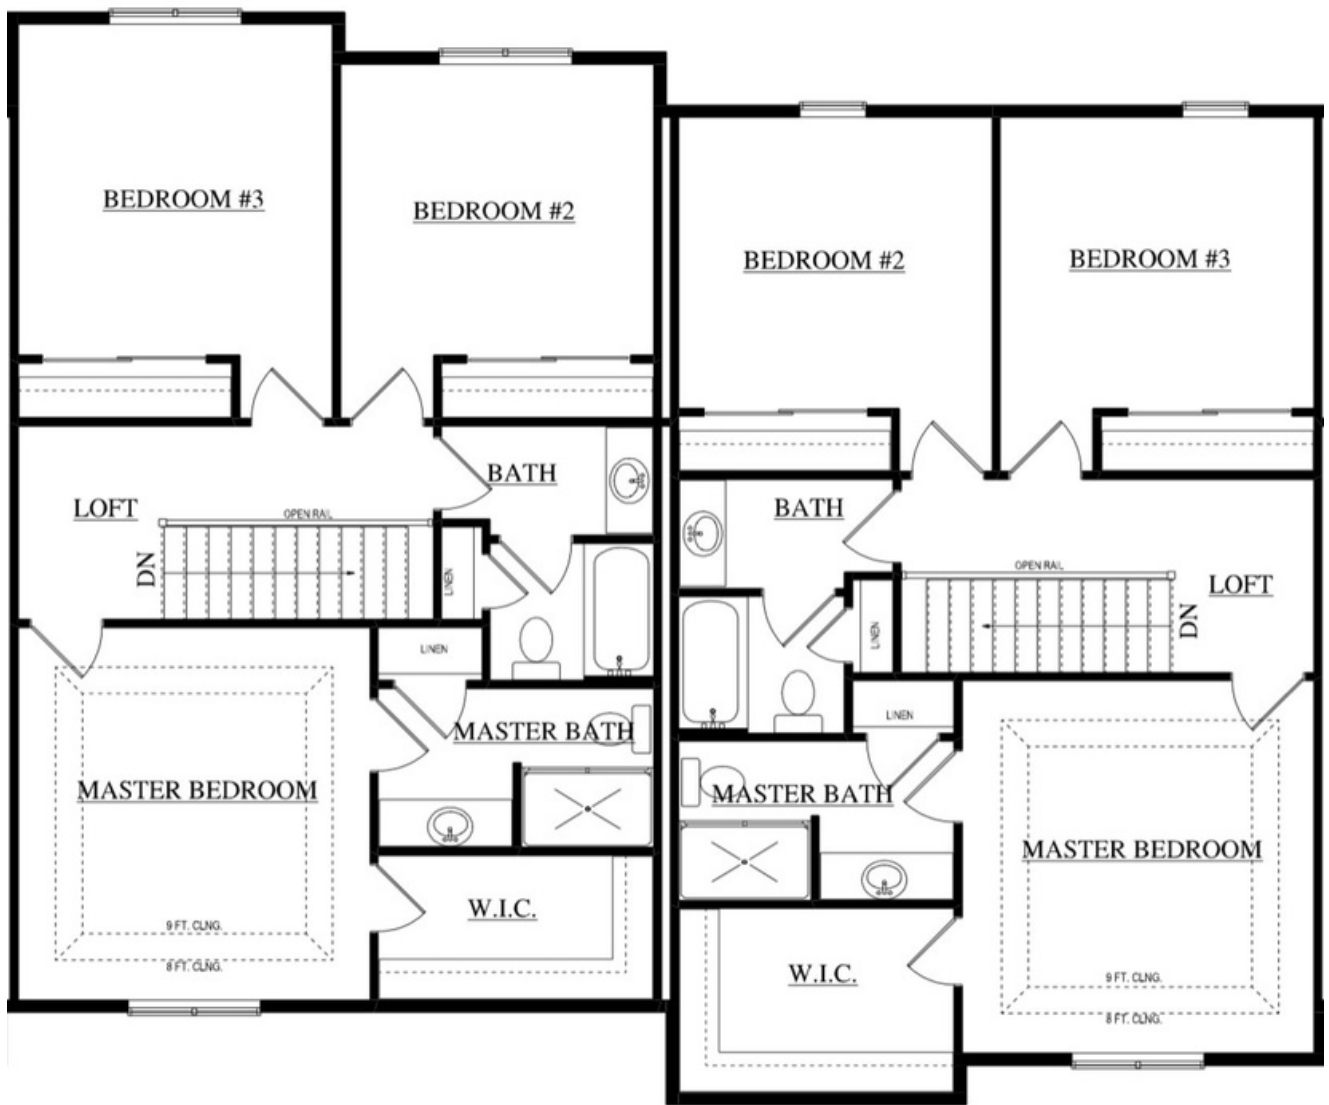 BEDROOM #3
BEDROOM #2
BEDROOM #2
BEDROOM #3
BATH
LOFT
OPEN RAIL
DN
LINEN
LINEN
MASTER BATH
MASTER BEDROOM
W.I.C.
9 FT. CLNG.
8 FT. CLNG.
BATH
OPEN RAIL
LOFT
DN
LINEN
LINEN
MASTER BATH
MASTER BEDROOM
W.I.C.
9 FT. CLNG.
8 FT. CLNG.